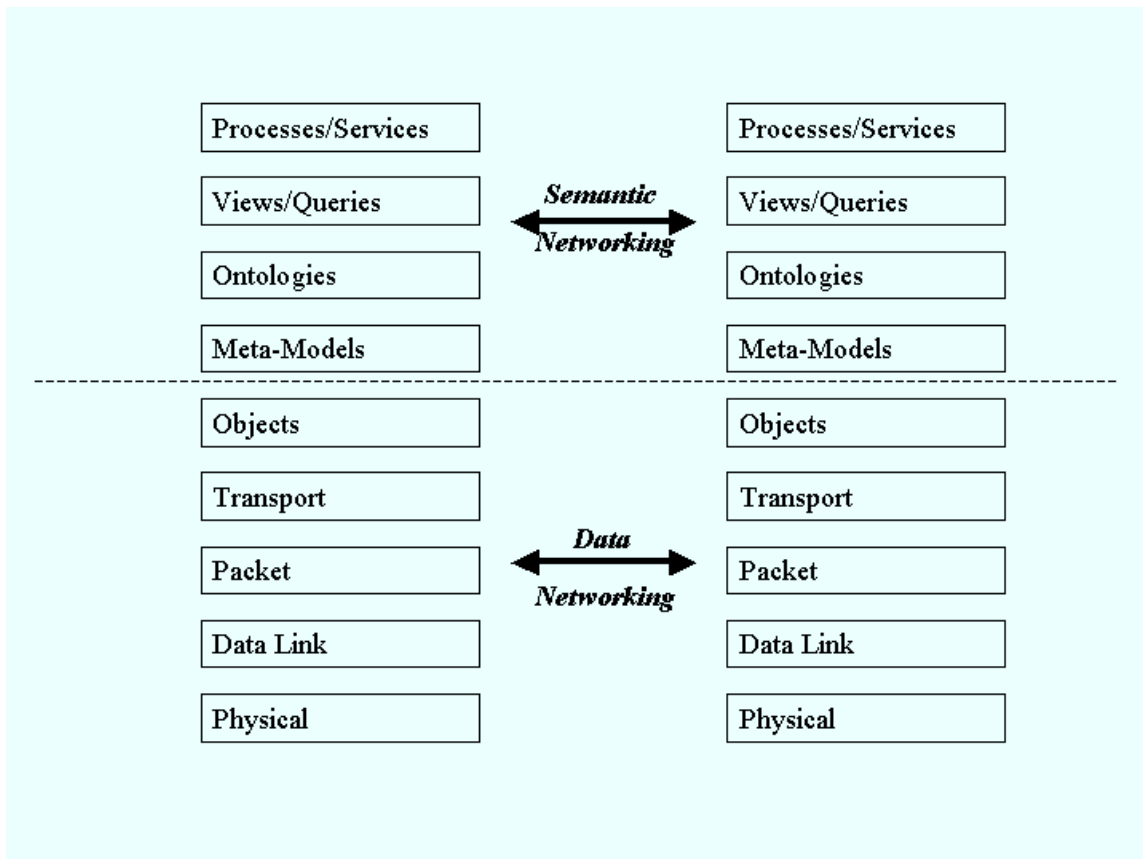 Processes/Services
Processes/Services
Views/Queries
Semantic
Views/Queries
Networking
Ontologies
Ontologies
Meta-Models
Meta-Models
Objects
Objects
Transport
Transport
Data
Packet
Packet
Networking
Data Link
Data Link
Physical
Physical